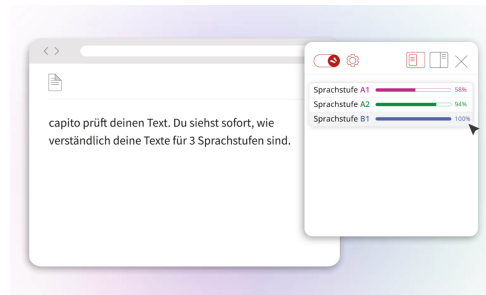 capito prüft deinen Text. Du siehst sofort, wie
verständlich deine Texte für 3 Sprachstufen sind.
Sprachstufe A1 58%
Sprachstufe A2 94%
Sprachstufe B1 100%